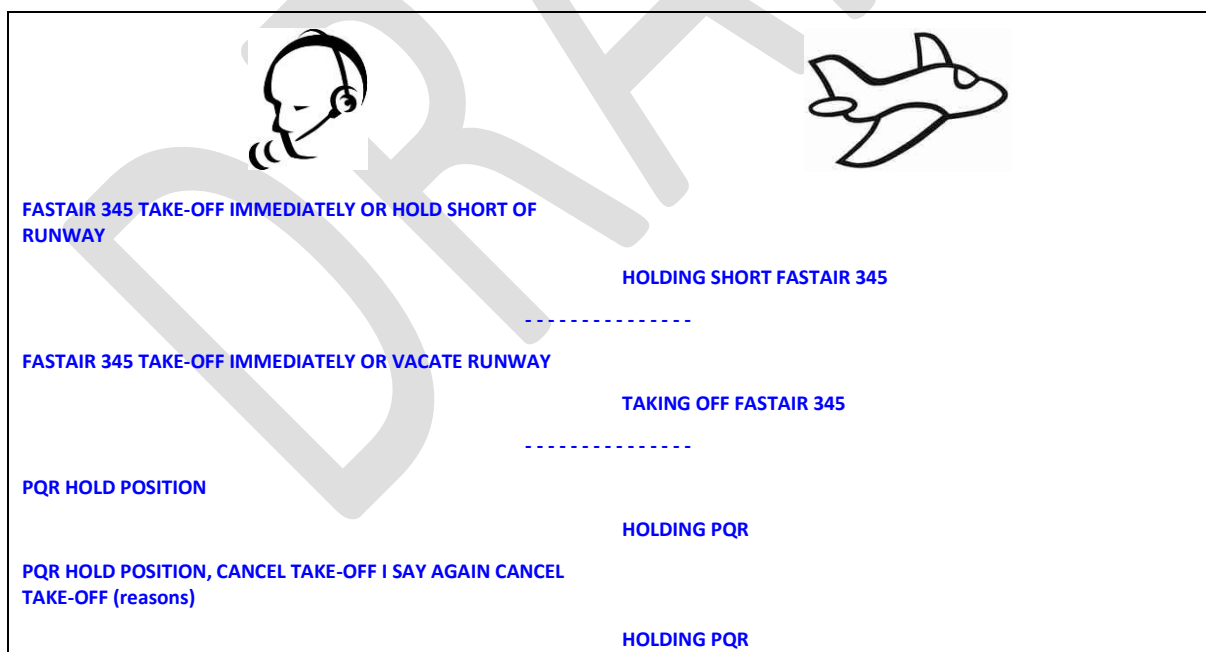 FASTAIR 345 TAKE-OFF IMMEDIATELY OR HOLD SHORT OF
RUNWAY
HOLDING SHORT FASTAIR 345
- - - - - - - - - - - - - - -
FASTAIR 345 TAKE-OFF IMMEDIATELY OR VACATE RUNWAY
TAKING OFF FASTAIR 345
- - - - - - - - - - - - - - -
PQR HOLD POSITION
HOLDING PQR
PQR HOLD POSITION, CANCEL TAKE-OFF I SAY AGAIN CANCEL
TAKE-OFF (reasons)
HOLDING PQR